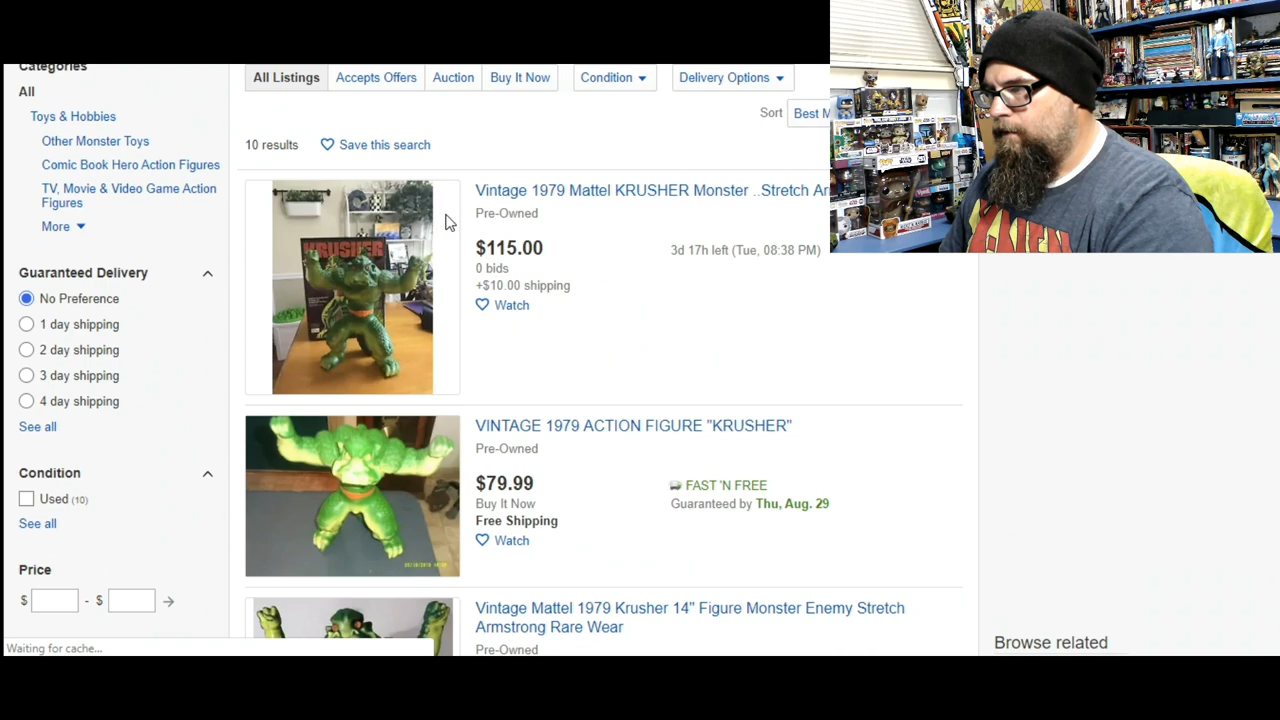 Categories
All Listings
Accepts Offers
Auction
Buy It Now
Condition
Delivery Options
All
Toys & Hobbies
Sort
Best M
Other Monster Toys
10 results
Save this search
Comic Book Hero Action Figures
TV, Movie & Video Game Action
Figures
More
Vintage 1979 Mattel KRUSHER Monster ..Stretch Ar
Pre-Owned
$115.00
3d 17h left (Tue, 08:38 PM)
0 bids
+$10.00 shipping
Watch
KRUSHER
Guaranteed Delivery
No Preference
1 day shipping
2 day shipping
3 day shipping
4 day shipping
See all
VINTAGE 1979 ACTION FIGURE "KRUSHER"
Pre-Owned
$79.99
FAST 'N FREE
Buy It Now
Guaranteed by Thu, Aug. 29
Free Shipping
Watch
Condition
Used (10)
See all
Price
$ - $
Vintage Mattel 1979 Krusher 14" Figure Monster Enemy Stretch
Armstrong Rare Wear
Pre-Owned
Waiting for cache...
Browse related